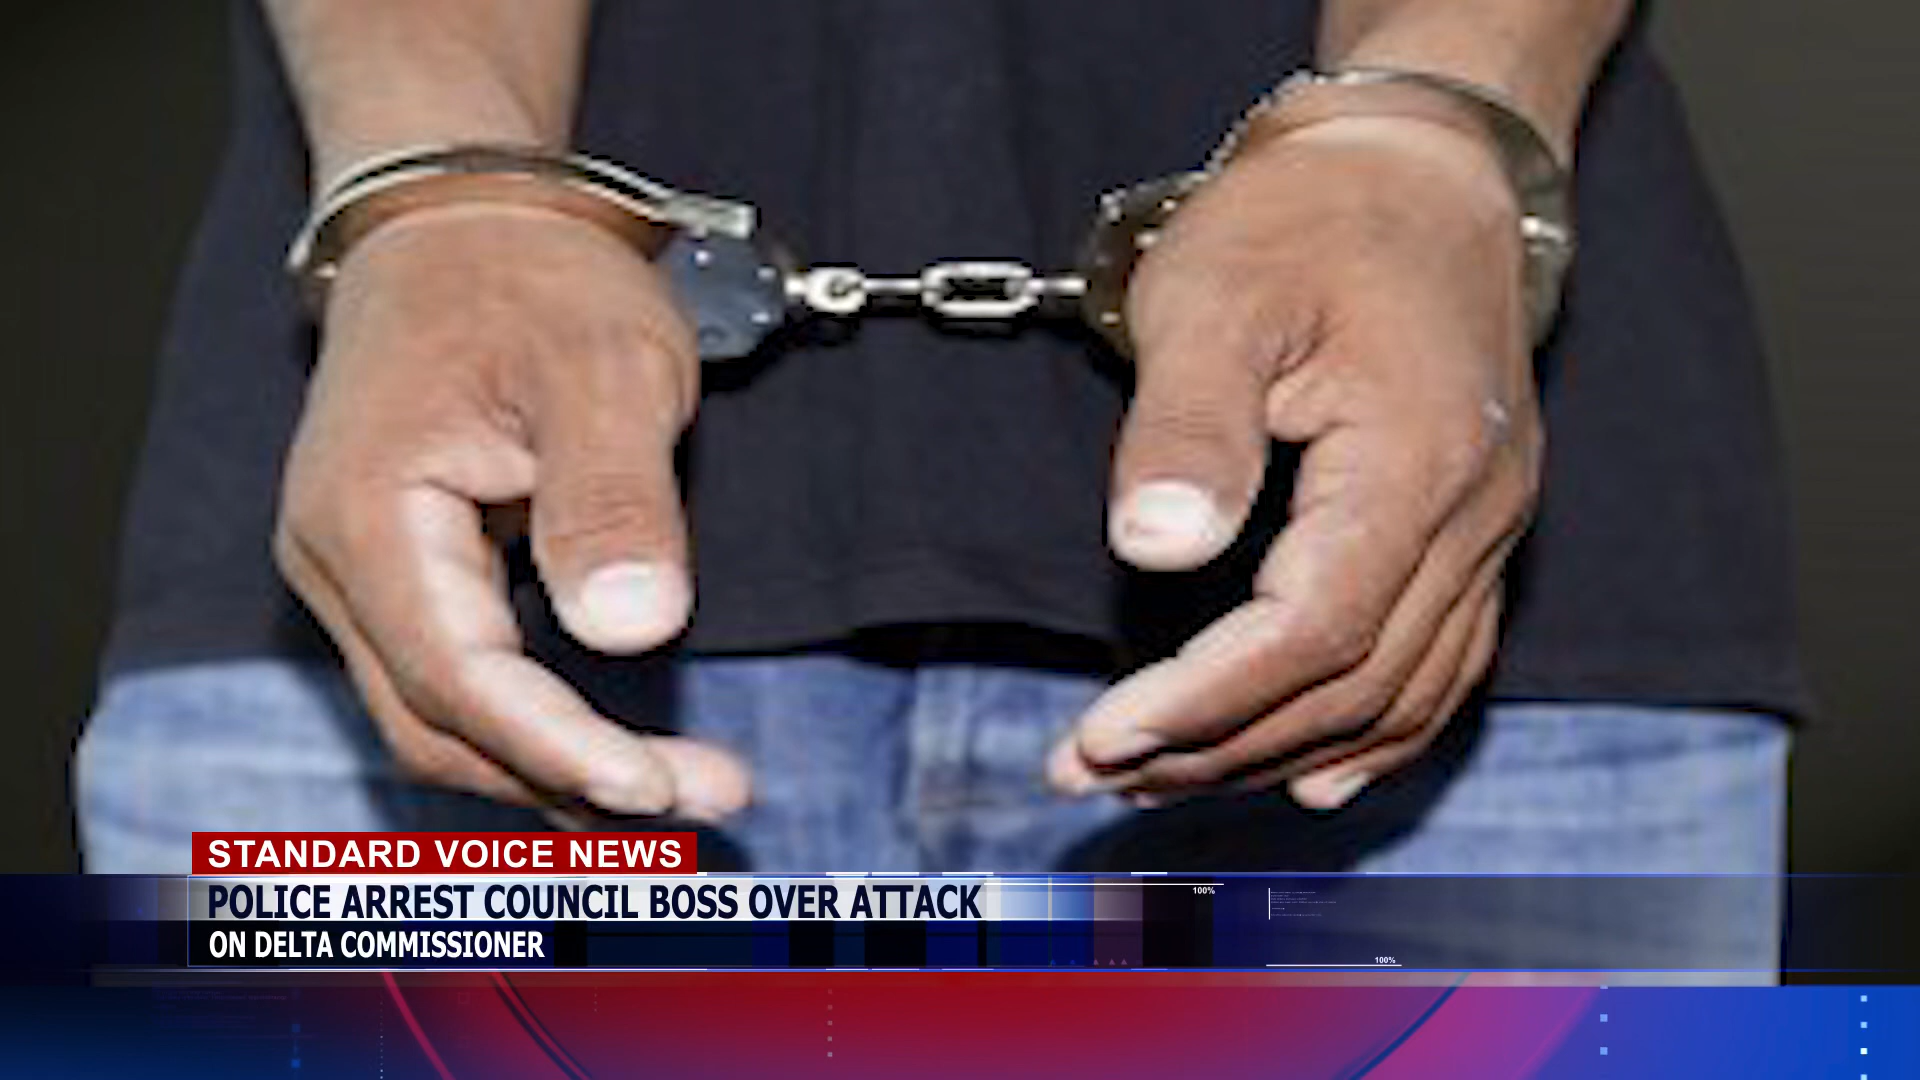 STANDARD VOICE NEWS
POLICE ARREST COUNCIL BOSS OVER ATTACK
100%
ON DELTA COMMISSIONER
100%